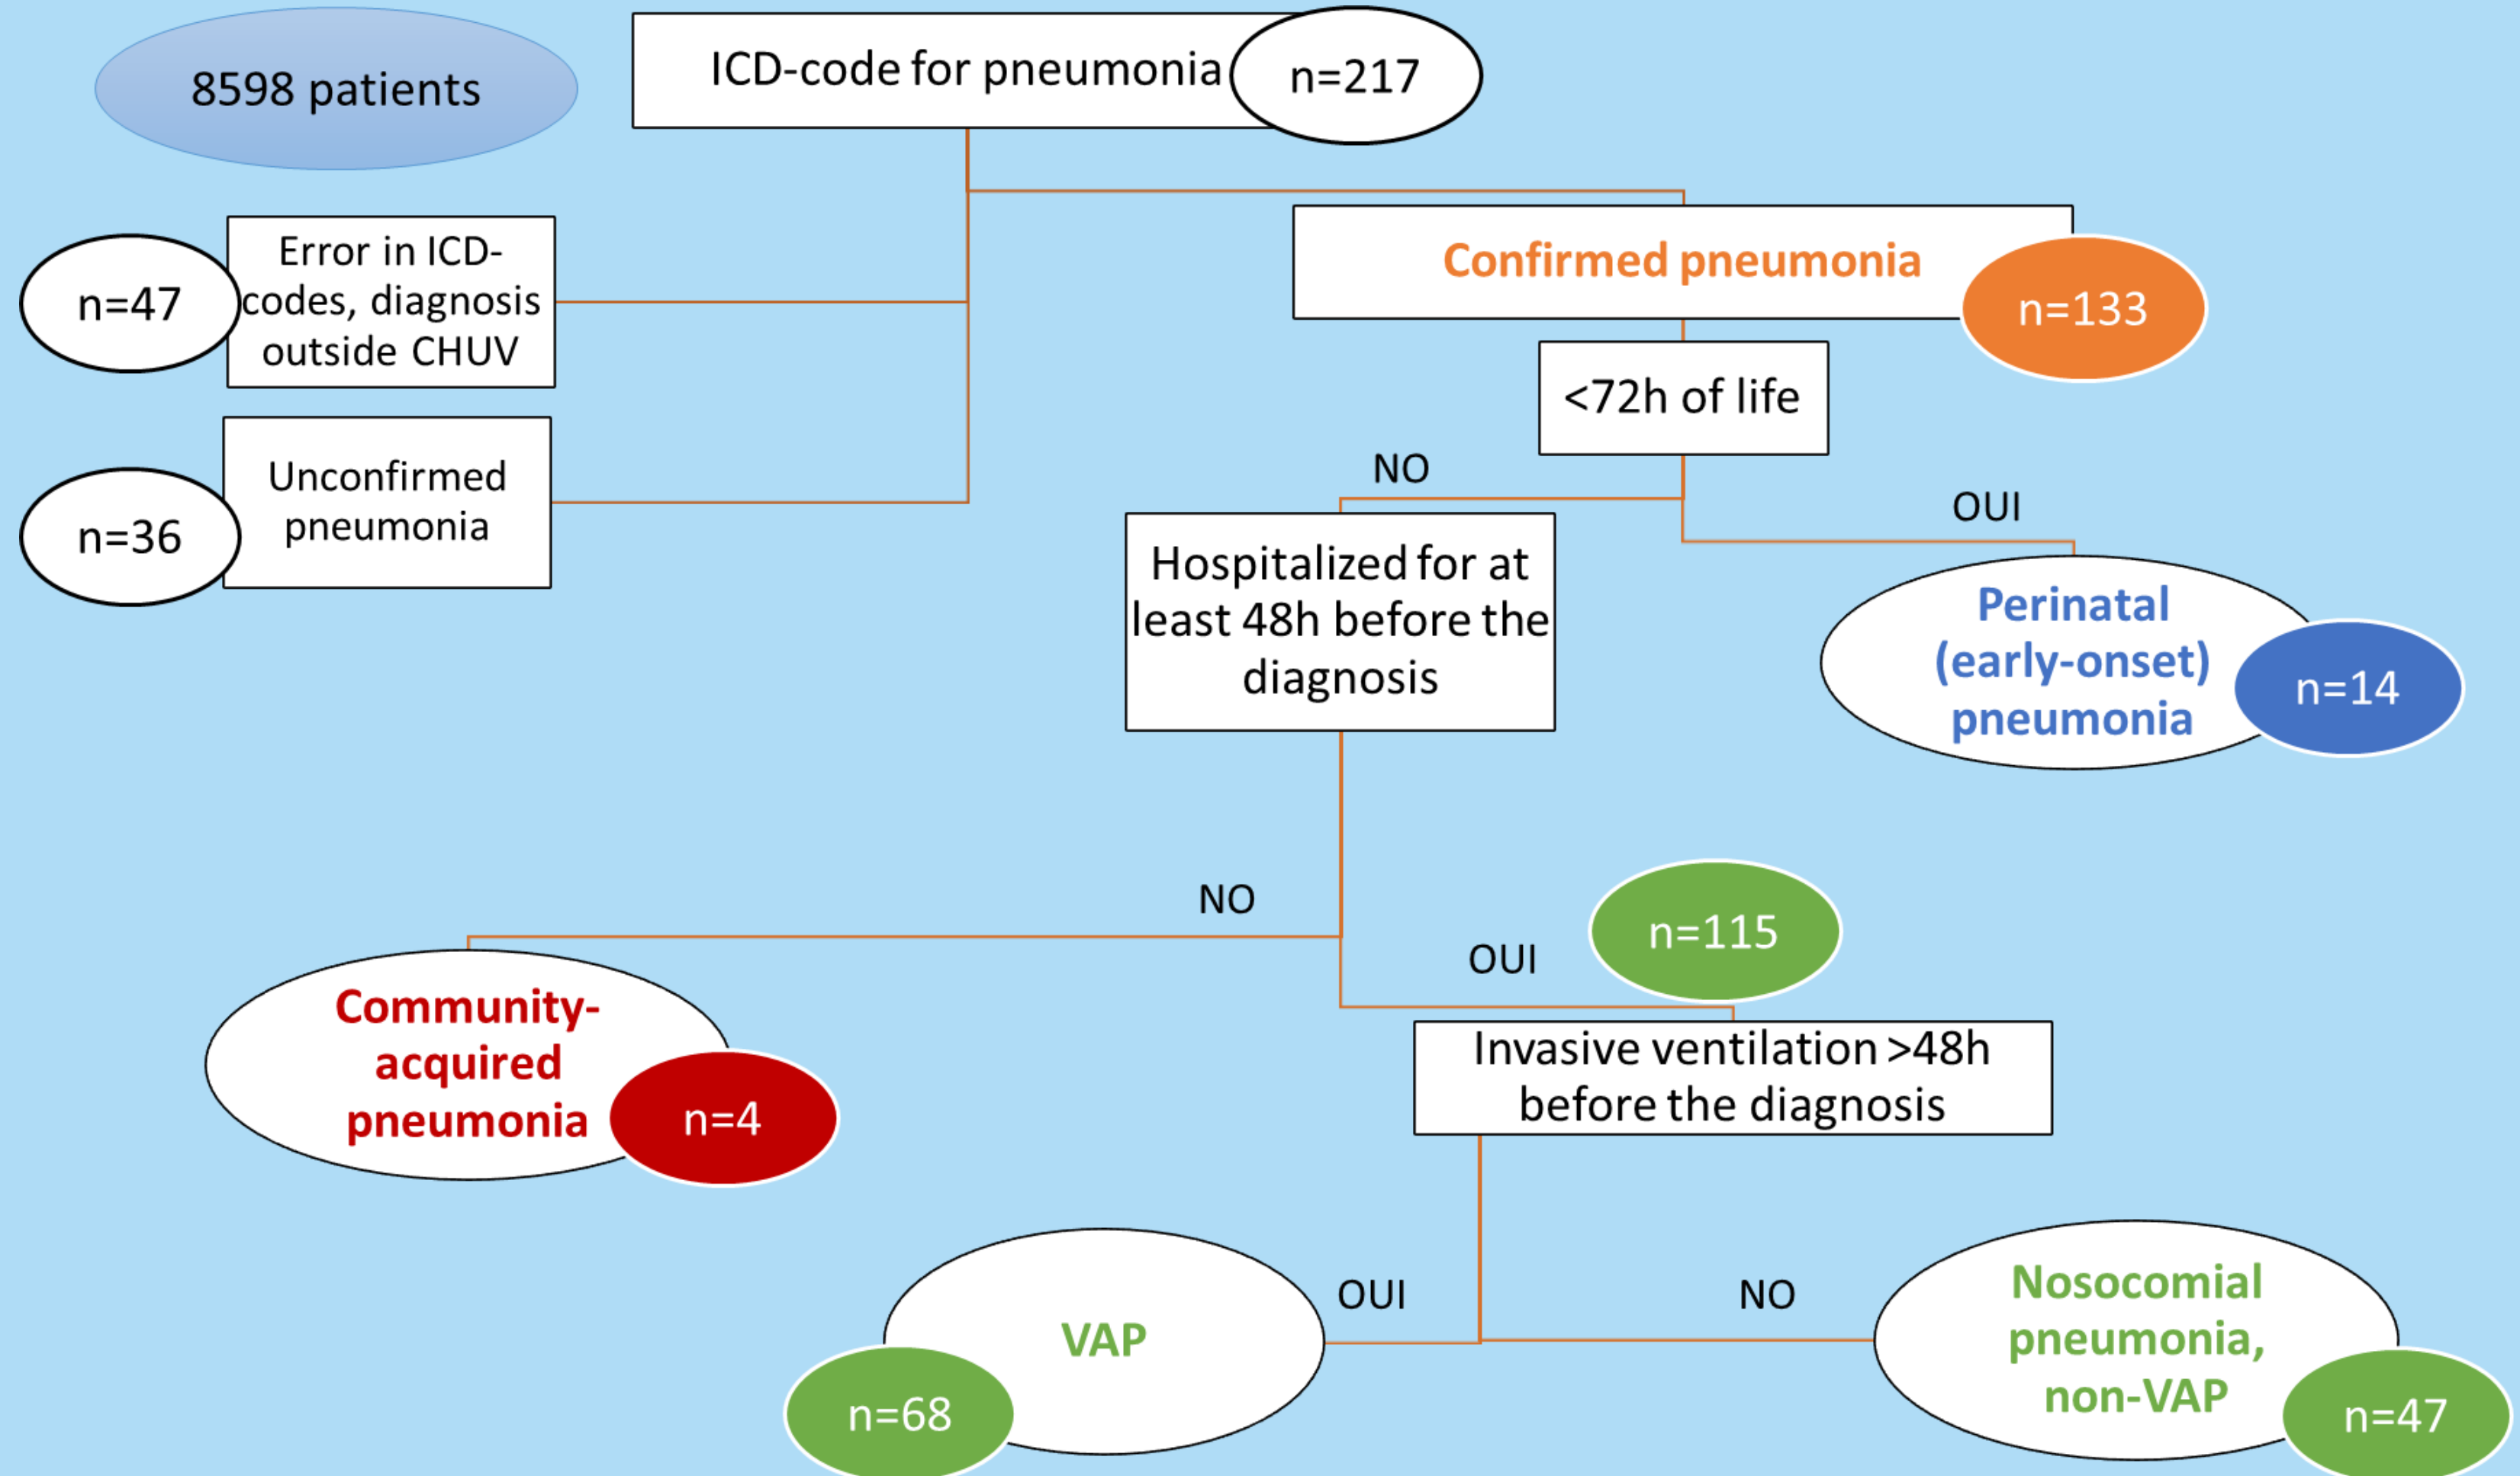 8598 patients
ICD-code for pneumonia
n=217
Error in ICD-
codes, diagnosis
outside CHUV
n=47
Confirmed pneumonia
n=133
<72h of life
Unconfirmed
pneumonia
n=36
NO
OUI
Hospitalized for at
least 48h before the
diagnosis
Perinatal
(early-onset)
pneumonia
n=14
NO
OUI
n=115
Community-
acquired
pneumonia
n=4
Invasive ventilation >48h
before the diagnosis
OUI
NO
VAP
n=68
Nosocomial
pneumonia,
non-VAP
n=47